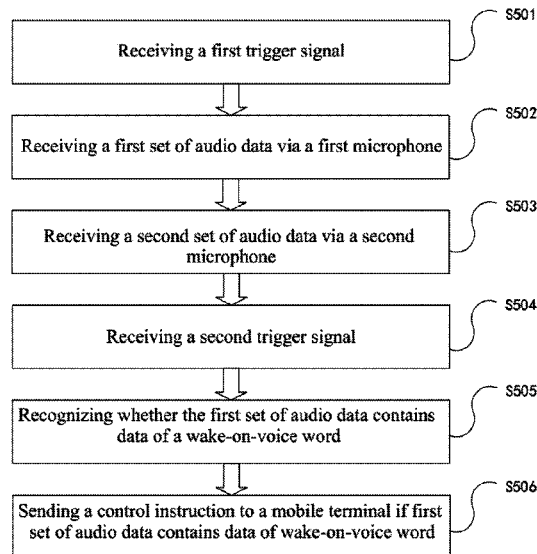 S501
Receiving a first trigger signal
S502
Receiving a first set of audio data via a first microphone
S503
Receiving a second set of audio data via a second
microphone
S504
Receiving a second trigger signal
S505
Recognizing whether the first set of audio data contains
data of a wake-on-voice word
S506
Sending a control instruction to a mobile terminal if first
set of audio data contains data of wake-on-voice word